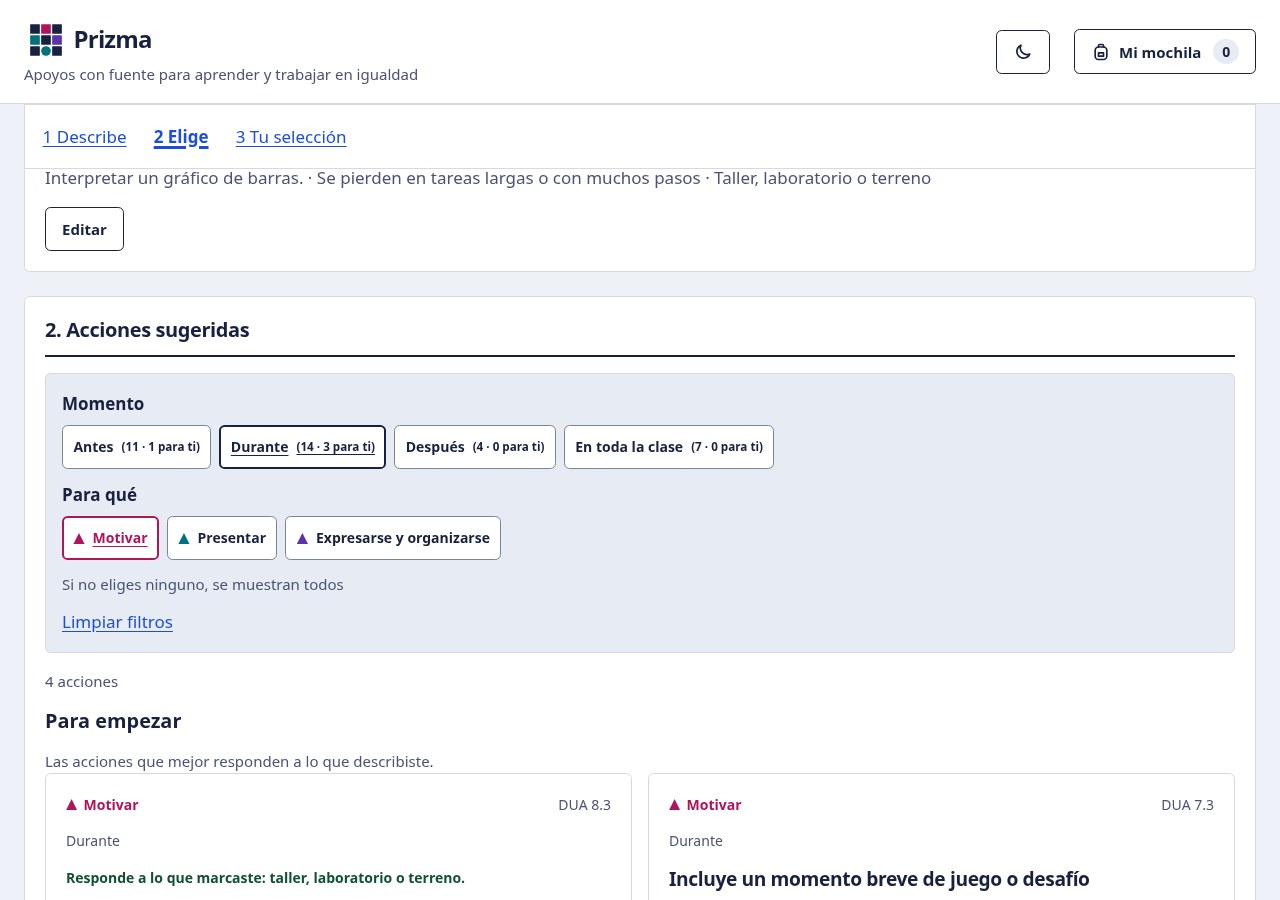 Prizma
Apoyos con fuente para aprender y trabajar en igualdad
Mi mochila 0
1 Describe 2 Elige 3 Tu selección
Interpretar un gráfico de barras. · Se pierden en tareas largas o con muchos pasos · Taller, laboratorio o terreno
Editar
2. Acciones sugeridas
Momento
Antes (11 · 1 para ti) Durante (14 · 3 para ti) Después (4 · 0 para ti) En toda la clase (7 · 0 para ti)
Para qué
Motivar Presentar Expresarse y organizarse
Si no eliges ninguno, se muestran todos
Limpiar filtros
4 acciones
Para empezar
Las acciones que mejor responden a lo que describiste.
Motivar DUA 8.3
Durante
Responde a lo que marcaste: taller, laboratorio o terreno.
Motivar DUA 7.3
Durante
Incluye un momento breve de juego o desafío